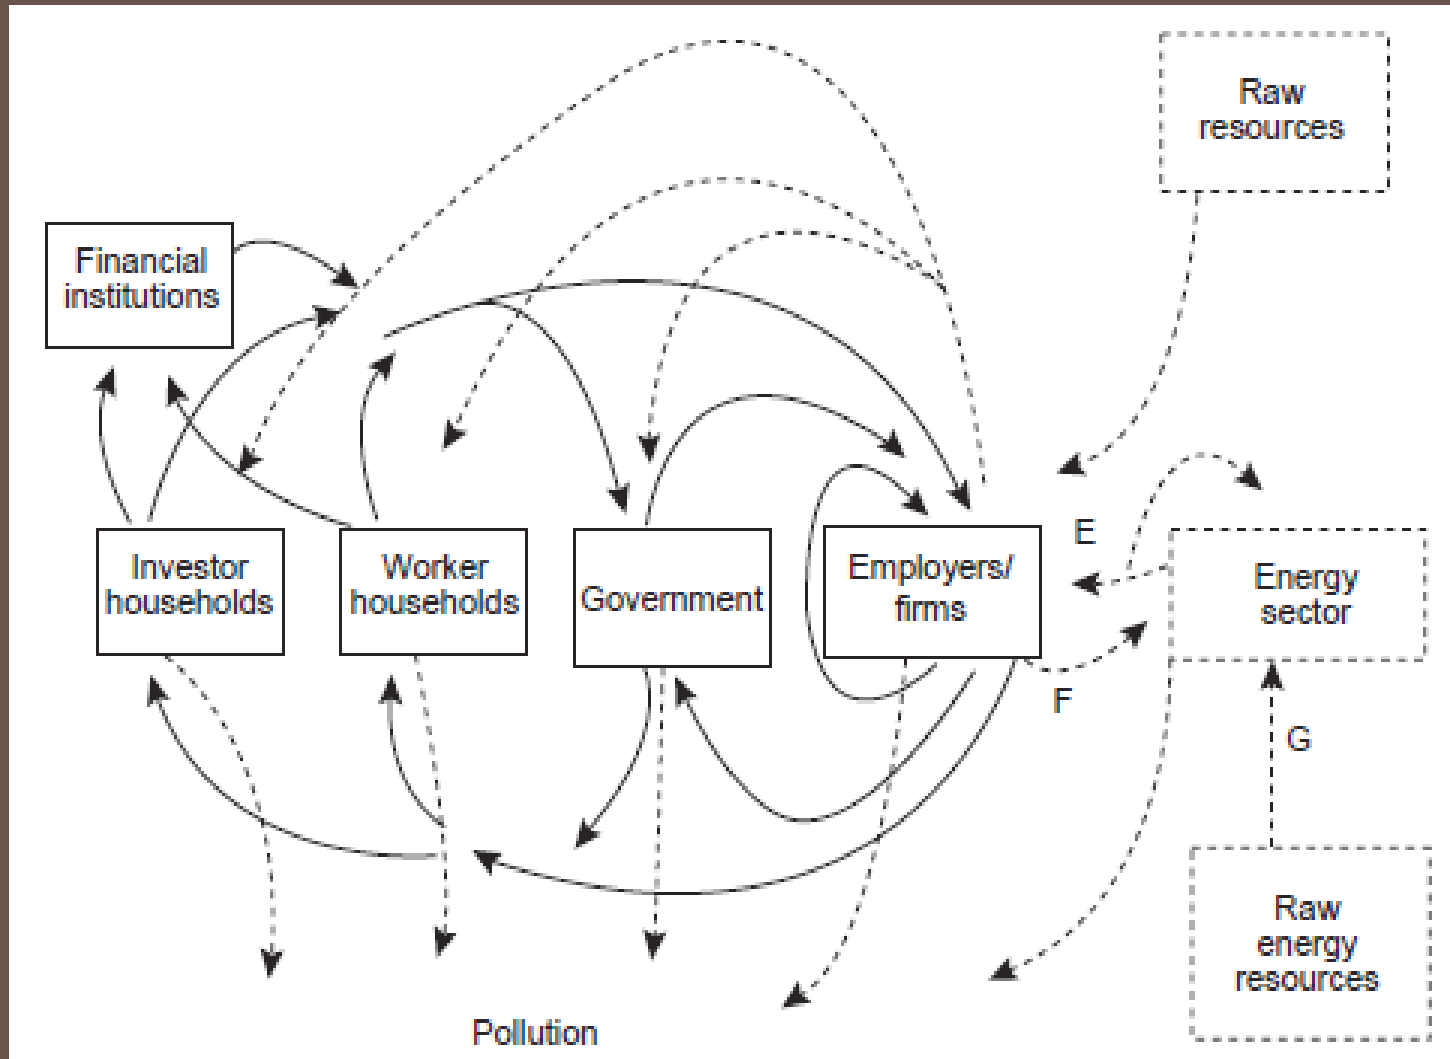 Raw
resources
Financial
institutions
Investor
households
Worker
households
Government
Employers/
firms
E
Energy
sector
F
G
Raw
energy
resources
Pollution